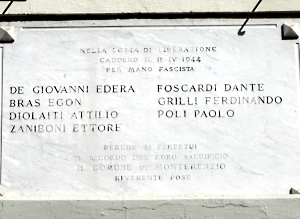 NELLA LOTTA DI LIBERAZIONE
CADDERO IL 11-IV-1944
PER MANO FASCISTA
DE GIOVANNI EDERA
BRAS EGON
DIOLAITI ATTILIO
ZANIBONI ETTORE
FOSCARDI DANTE
GRILLI FERDINANDO
POLI PAOLO
PERCHE SI PERPETUI
IL RICORDO DEL LORO SACRIFICIO
IL COMUNE DI MONTERENZIO
RIVERENTE POSE